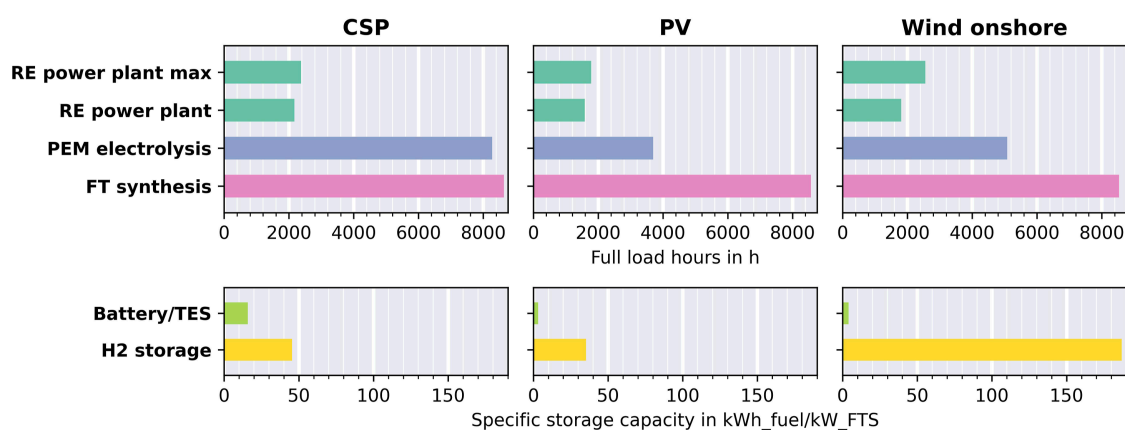 CSP PV Wind onshore
RE power plant max
RE power plant
PEM electrolysis
FT synthesis
0 2000 4000 6000 8000 0 2000 4000 6000 8000 0 2000 4000 6000 8000
Full load hours in h
Battery/TES
H2 storage
0 50 100 150 0 50 100 150 0 50 100 150
Specific storage capacity in kWh_fuel/kW_FTS